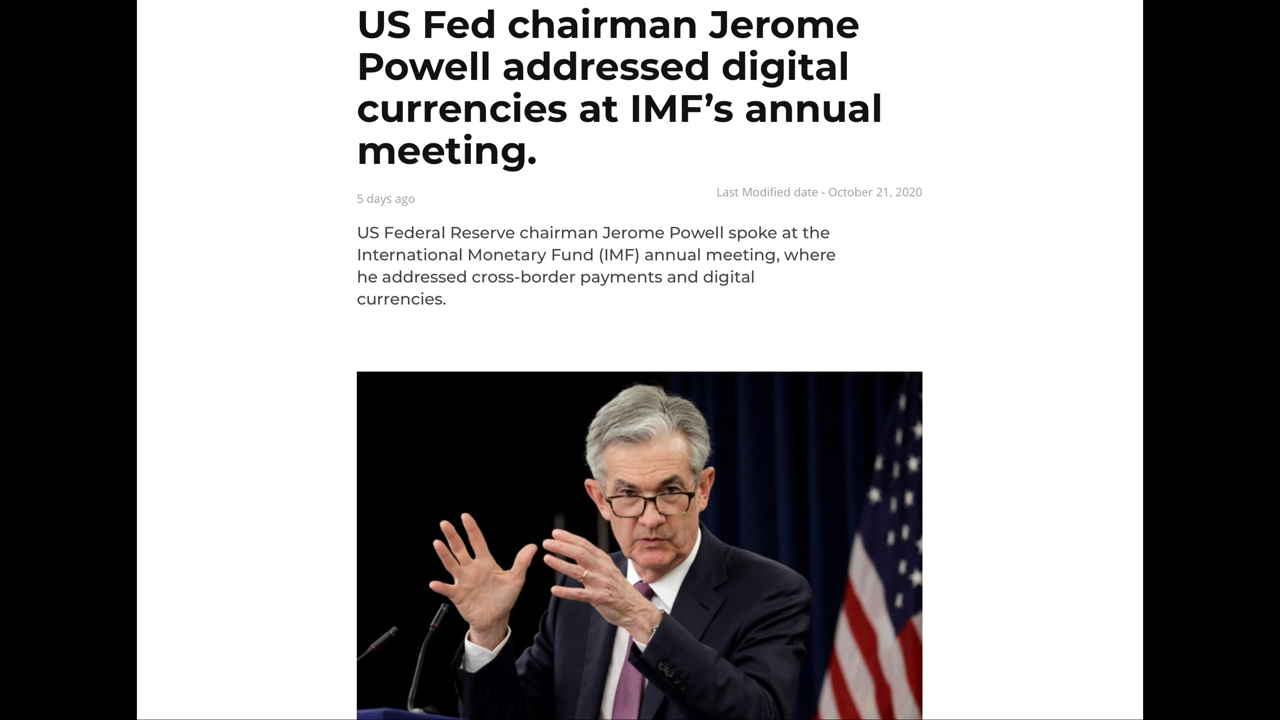 US Fed chairman Jerome
Powell addressed digital
currencies at IMF’s annual
meeting.
5 days ago
Last Modified date - October 21, 2020
US Federal Reserve chairman Jerome Powell spoke at the
International Monetary Fund (IMF) annual meeting, where
he addressed cross-border payments and digital
currencies.